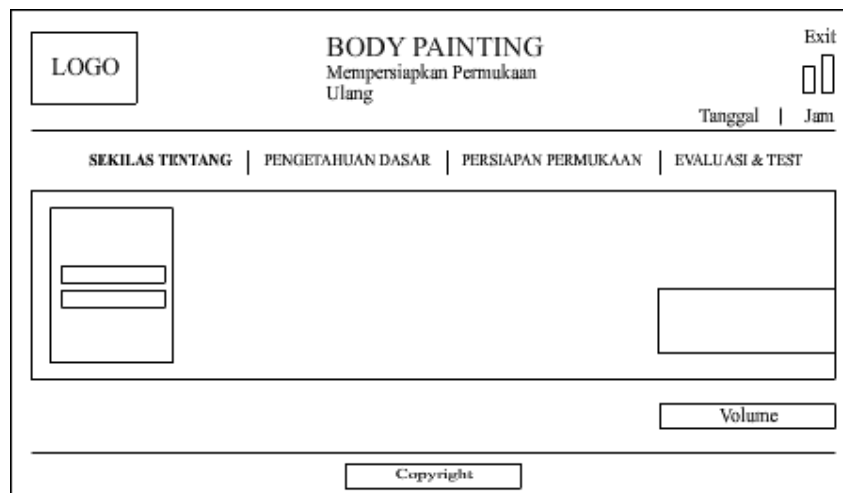 LOGO
BODY PAINTING
Mempersiapkan Permukaan
Ulang
Exit
Tanggal | Jam
SEKILAS TENTANG | PENGETAHUAN DASAR | PERSIAPAN PERMUKAAN | EVALUASI & TEST
Volume
Copyright